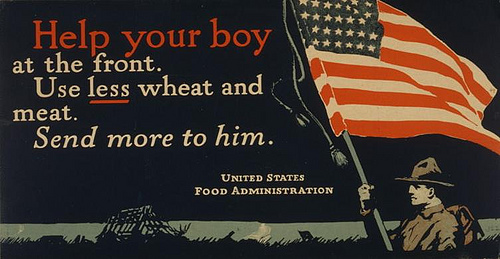 Help your boy
at the front.
Use less wheat and
meat.
Send more to him.
United States
Food Administration